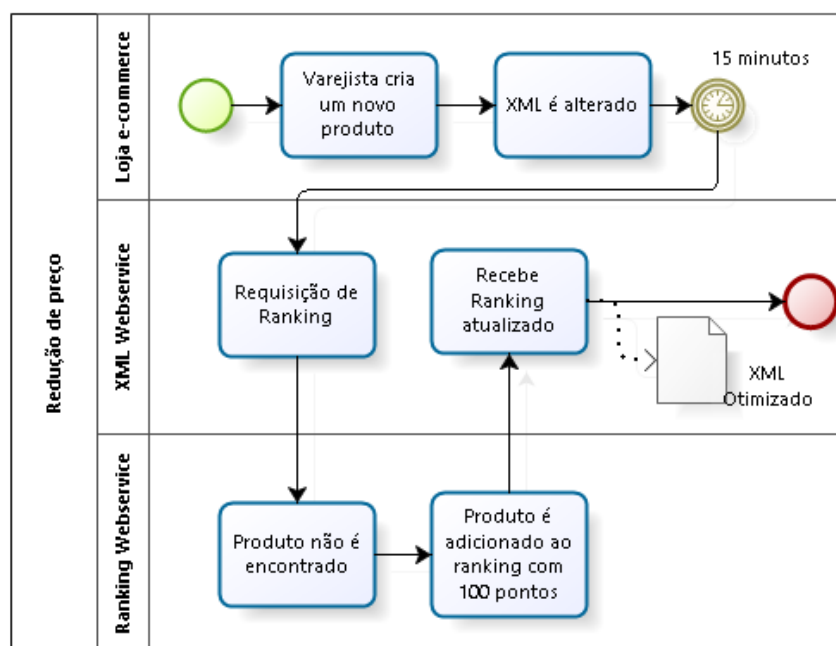 Redução de preço
Loja e-commerce
Varejista cria
um novo
produto
XML é alterado
15 minutos
XML Webservice
Requisição de
Ranking
Recebe
Ranking
atualizado
XML
Otimizado
Ranking Webservice
Produto não é
encontrado
Produto é
adicionado ao
ranking com
100 pontos